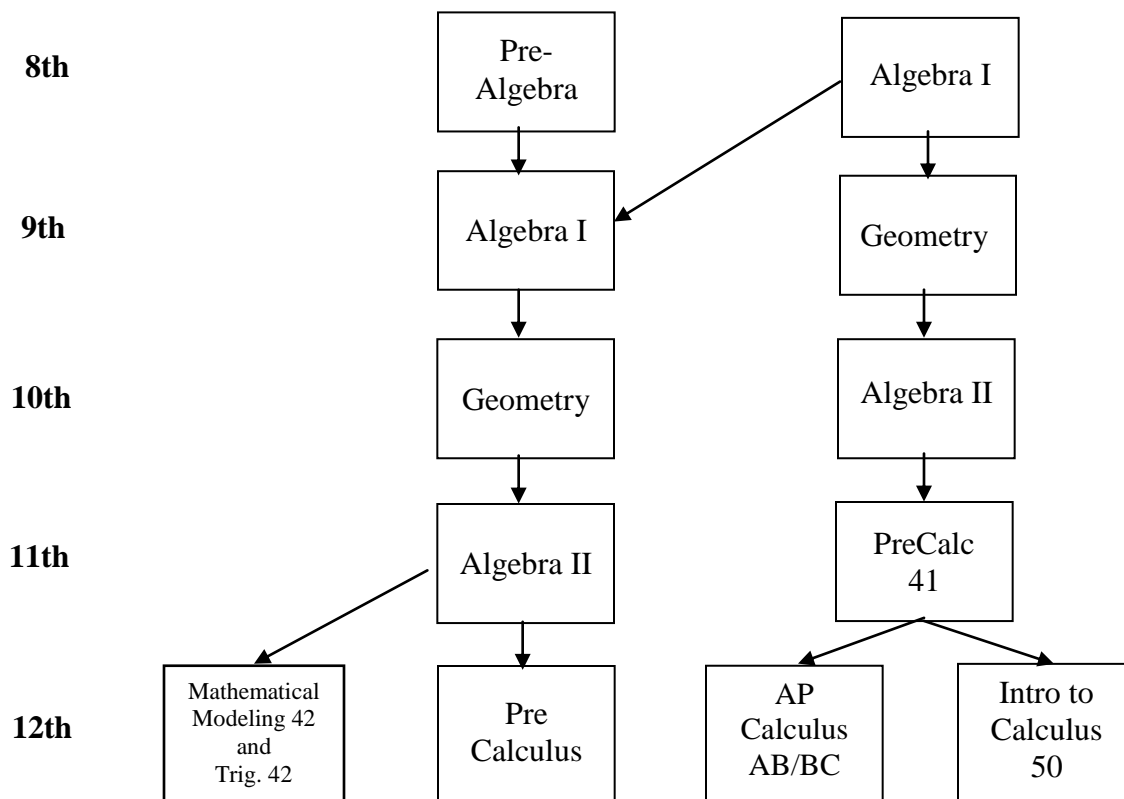 8th
Pre-
Algebra
Algebra I
9th
Algebra I
Geometry
10th
Geometry
Algebra II
11th
Algebra II
PreCalc
41
12th
Mathematical
Modeling 42
and
Trig. 42
Pre
Calculus
AP
Calculus
AB/BC
Intro to
Calculus
50